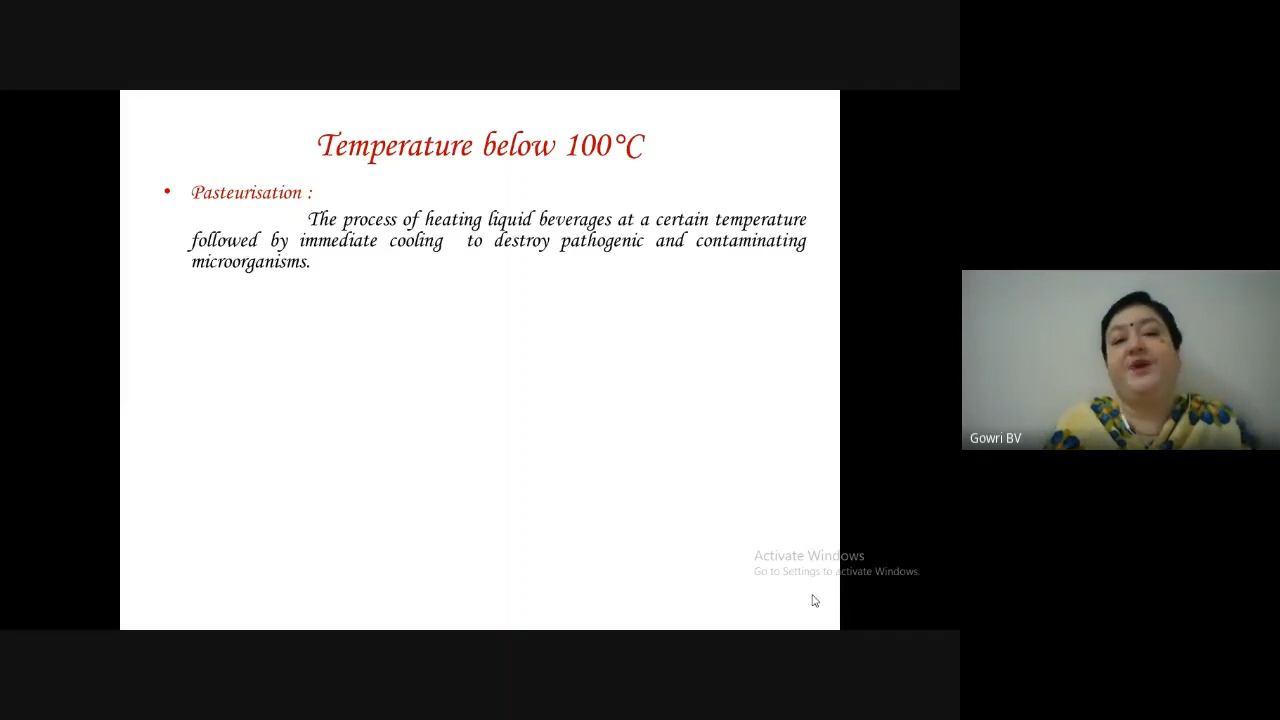 Temperature below 100°C
• Pasteurisation :
The process of heating liquid beverages at a certain temperature
followed by immediate cooling to destroy pathogenic and contaminating
microorganisms.
Gowri BV
Activate Windows
Go to Settings to activate Windows.